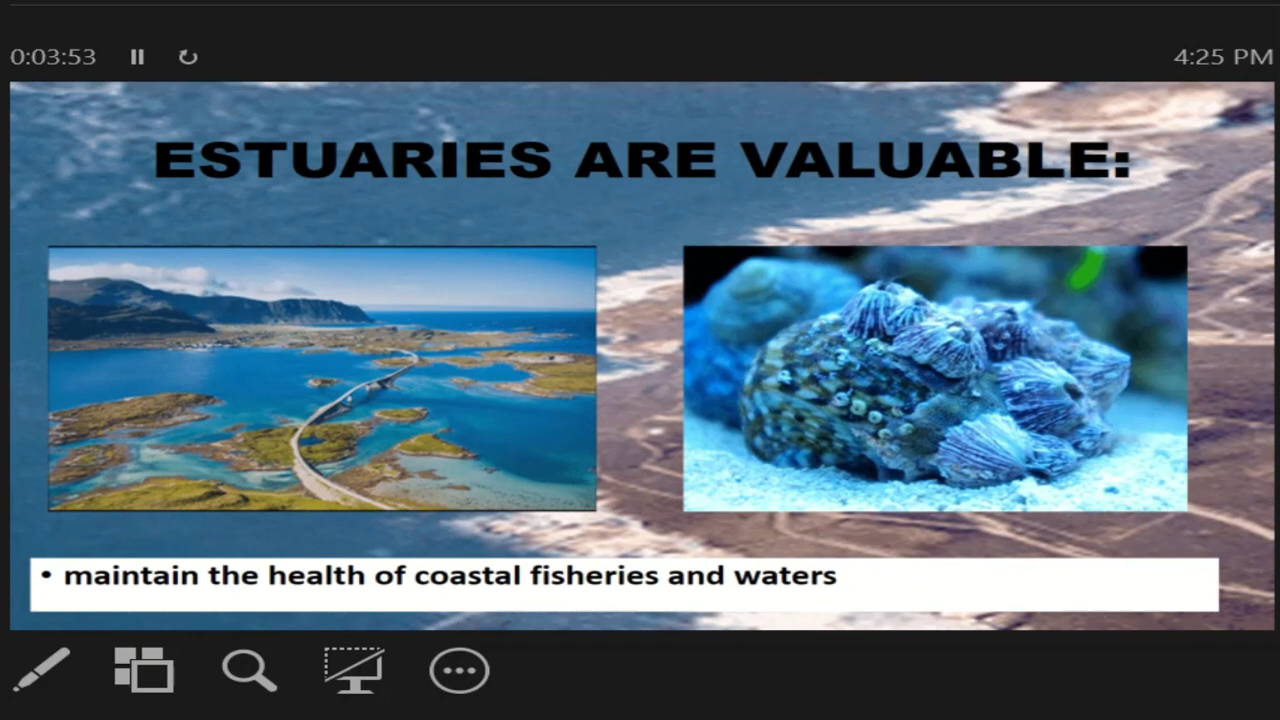 0:03:53
4:25 PM
ESTUARIES ARE VALUABLE:
• maintain the health of coastal fisheries and waters